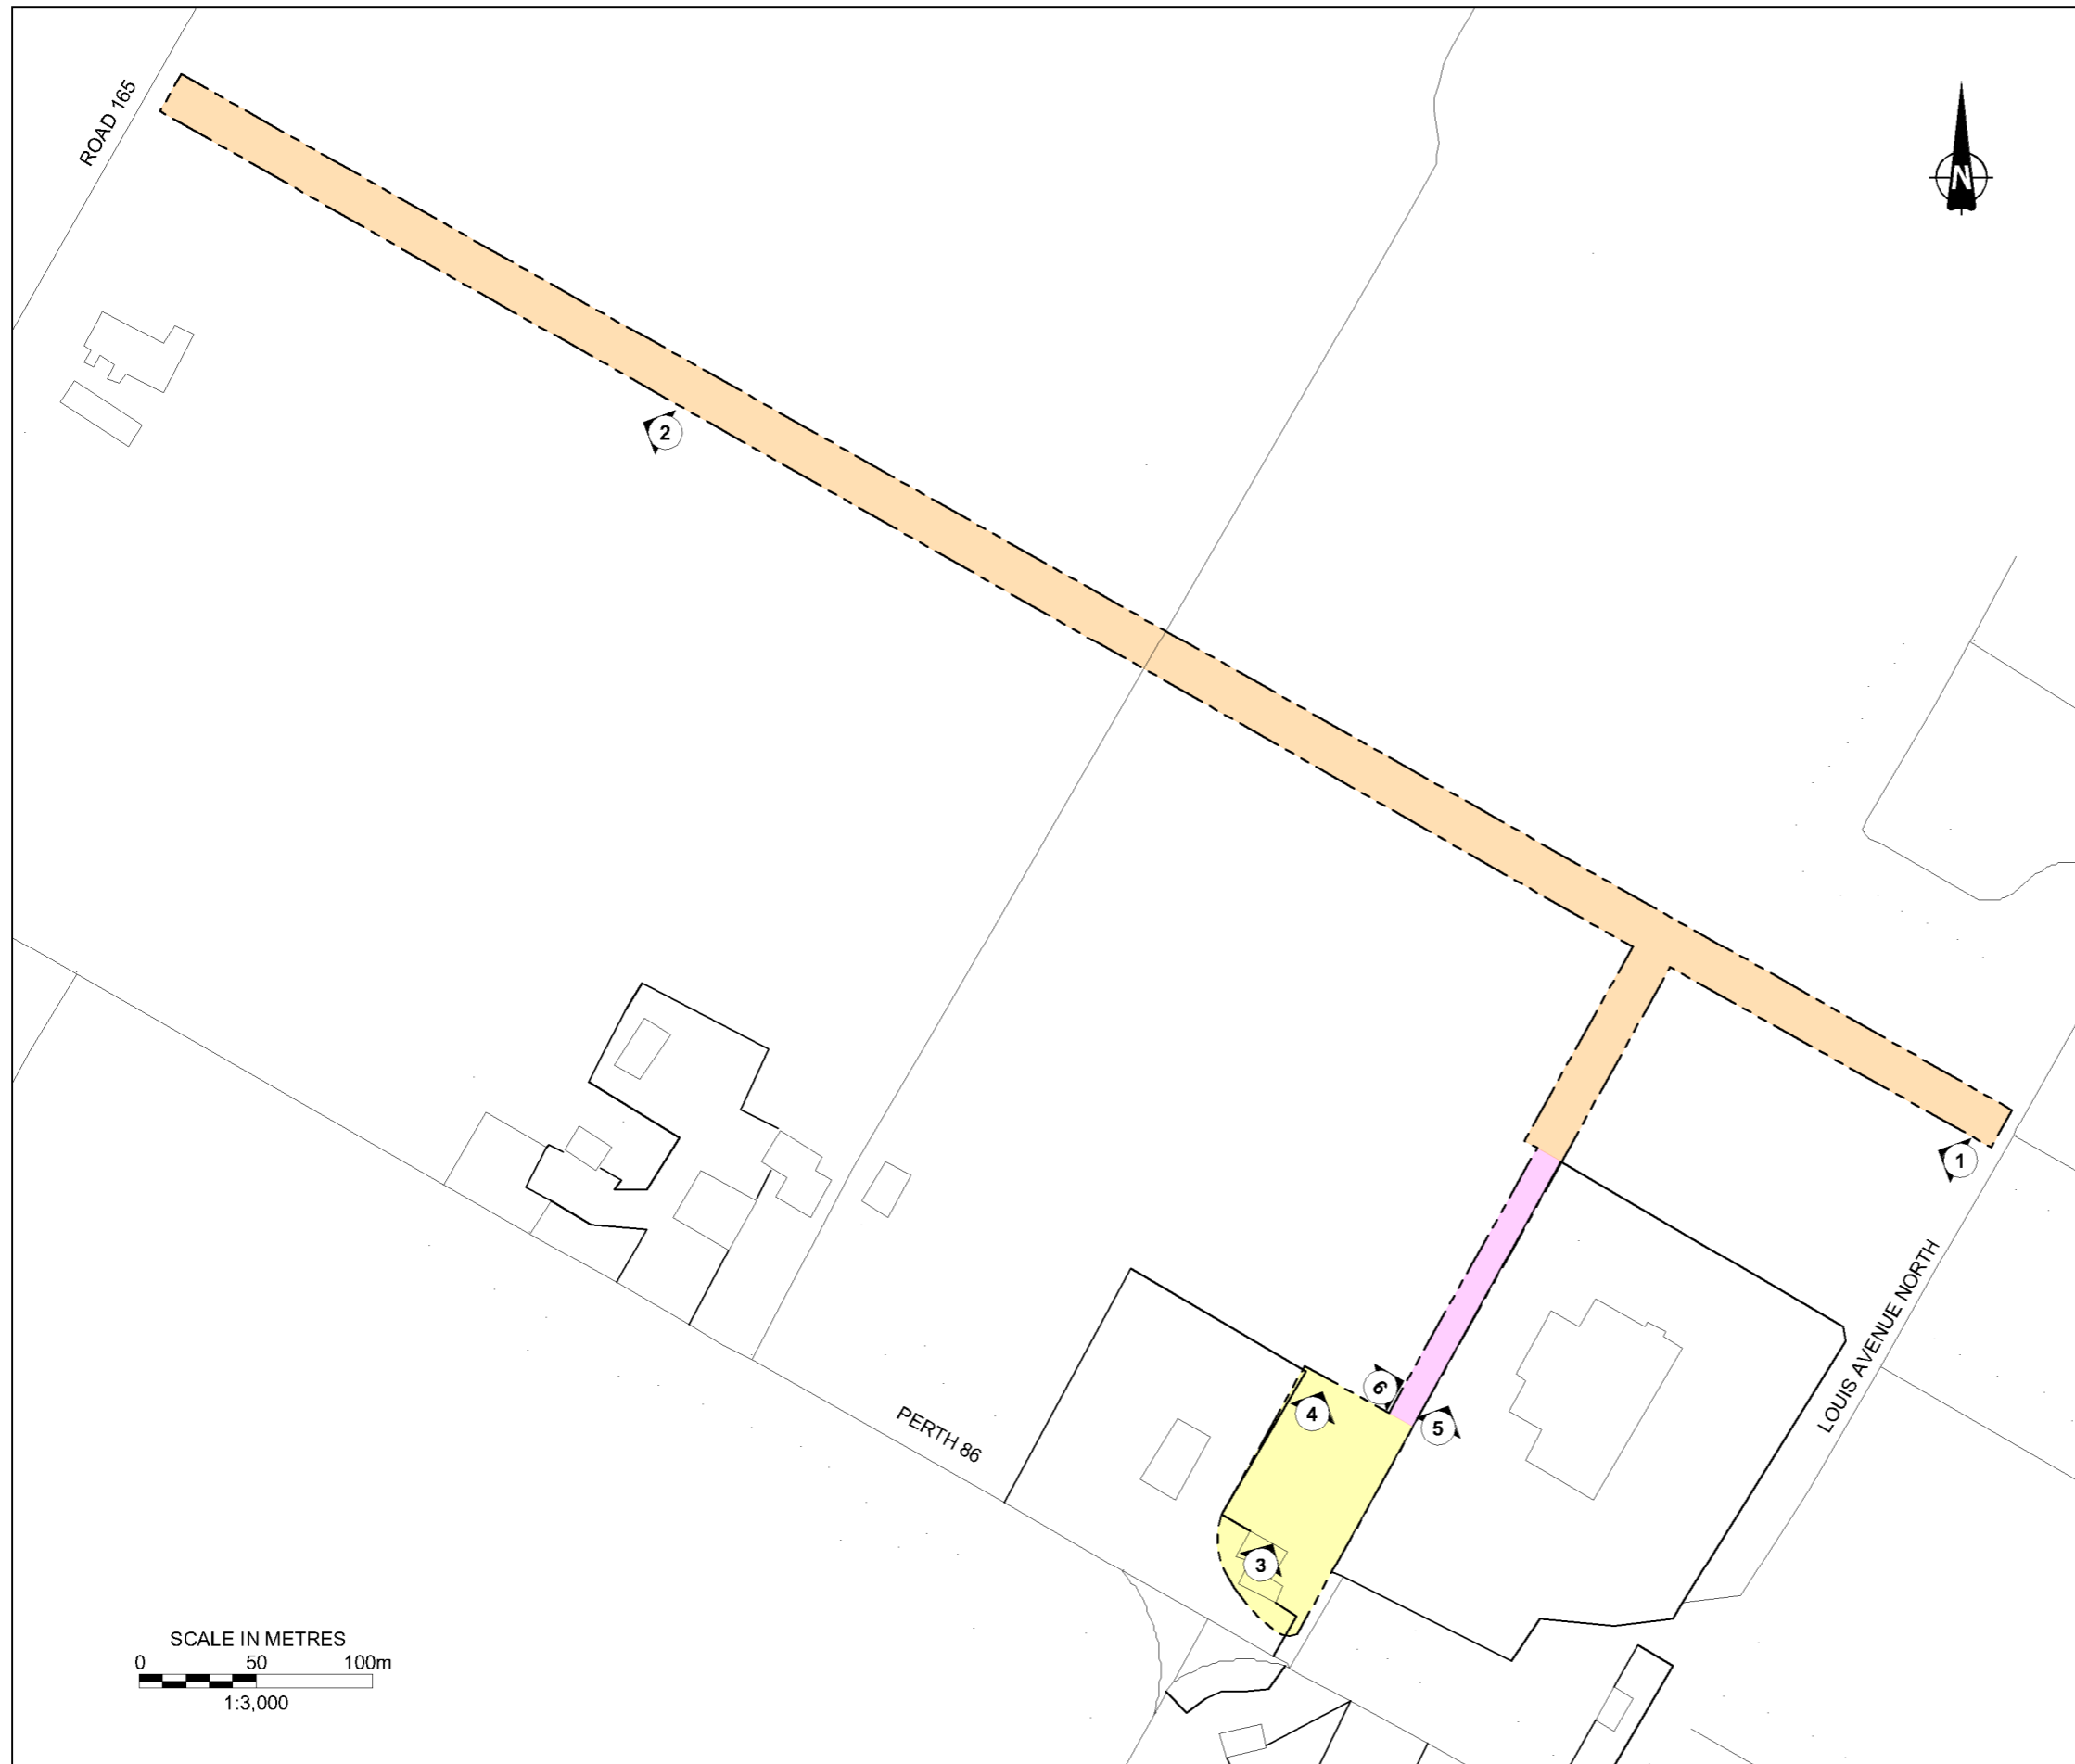 ROAD 165
N
2
1
LOUIS AVENUE NORTH
6
4
5
PERTH 86
3
SCALE IN METRES
0 50 100m
1:3,000